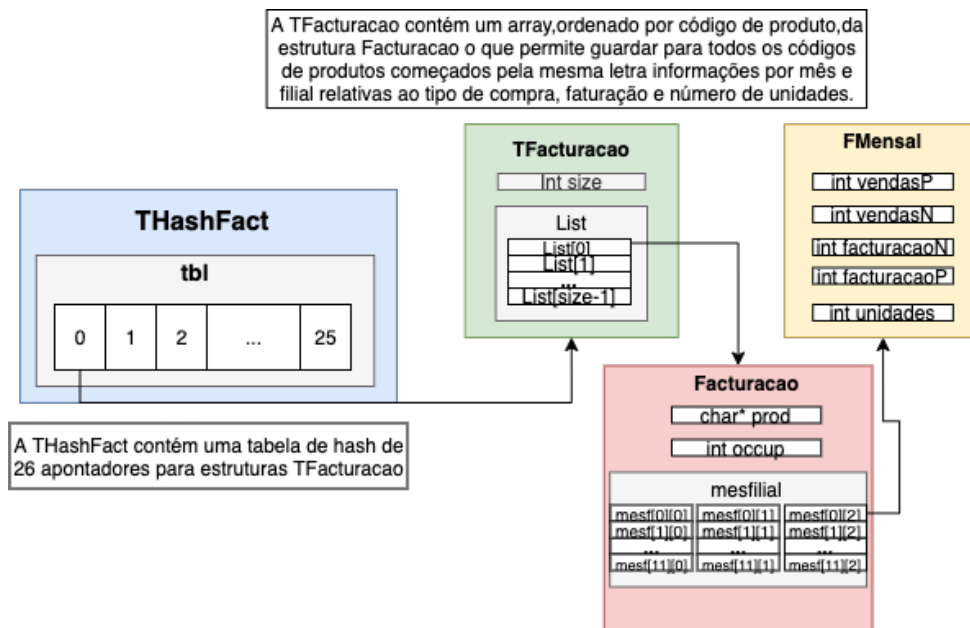 A TFacturacao contém um array,ordenado por código de produto,da
estrutura Facturacao o que permite guardar para todos os códigos
de produtos começados pela mesma letra informações por mês e
filial relativas ao tipo de compra, faturação e número de unidades.
THashFact
tbl
0 1 2 ... 25
A THashFact contém uma tabela de hash de
26 apontadores para estruturas TFacturacao
TFacturacao
Int size
List
List[0]
List[1]
...
List[size-1]
FMensal
int vendasP
int vendasN
int facturacaoN
int facturacaoP
int unidades
Facturacao
char* prod
int occup
mesfilial
mesf[0][0] mesf[0][1] mesf[0][2]
mesf[1][0] mesf[1][1] mesf[1][2]
... ... ...
mesf[11][0] mesf[11][1] mesf[11][2]